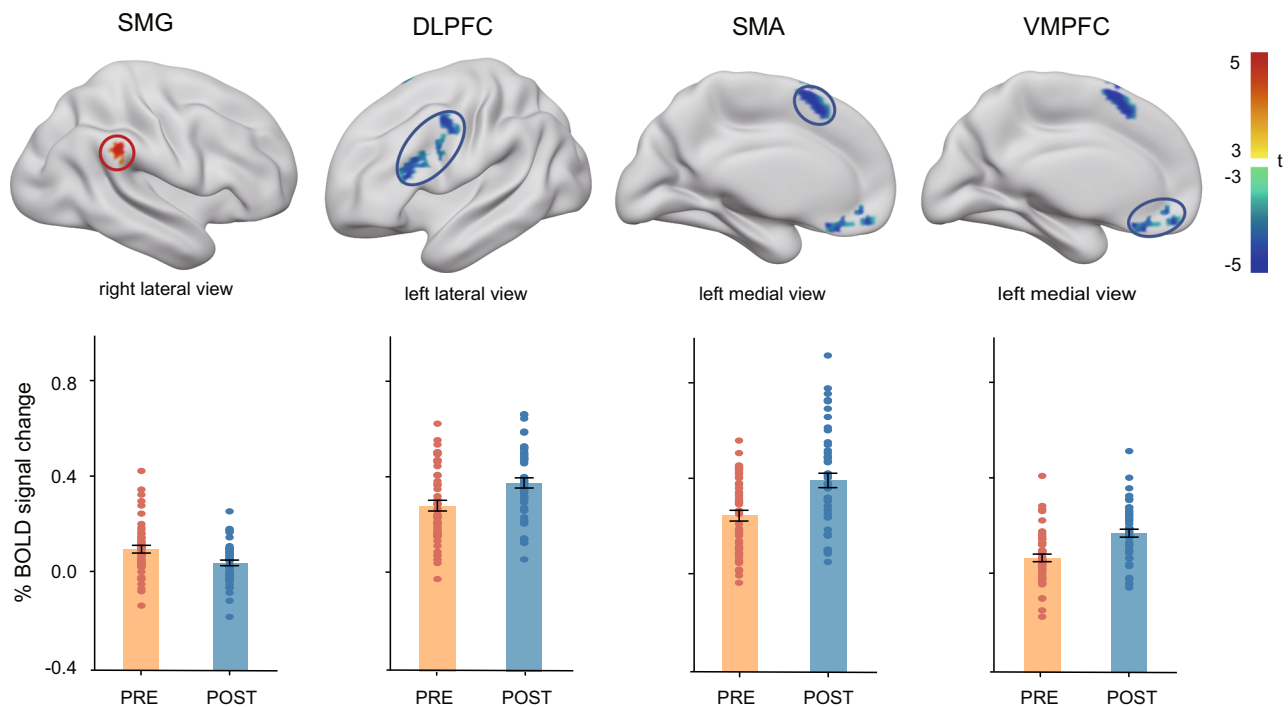 SMG DLPFC SMA VMPFC
5
3
t
-3
-5
right lateral view left lateral view left medial view left medial view
% BOLD signal change
0.8
0.4
0.0
-0.4
PRE POST PRE POST PRE POST PRE POST